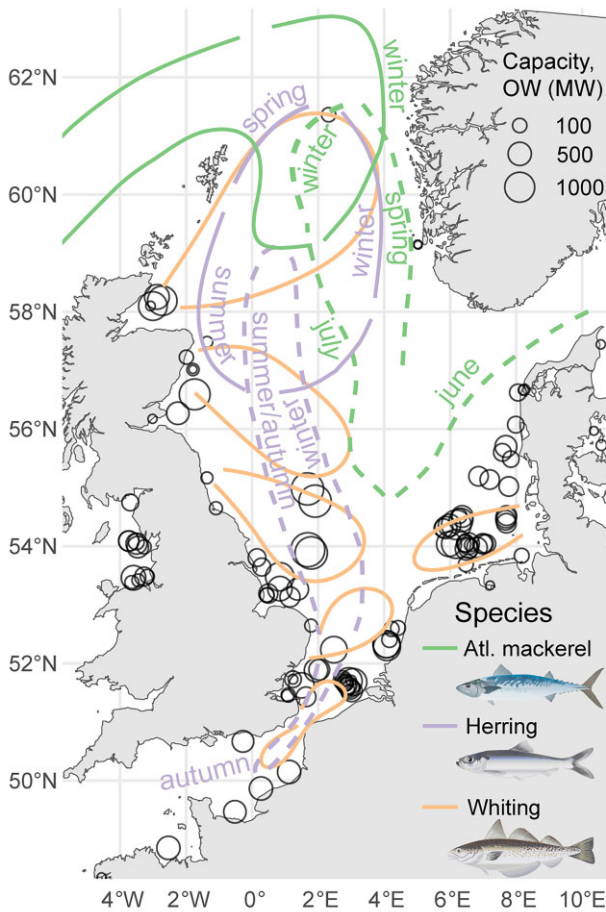 62°N
60°N
58°N
56°N
54°N
52°N
50°N
4°W
2°W
0°
2°E
4°E
6°E
8°E
10°E
Capacity,
OW (MW)
100
500
1000
winter
spring
winter
spring
winter
summer
july
summer/autumn
winter
june
autumn
Species
Atl. mackerel
Herring
Whiting